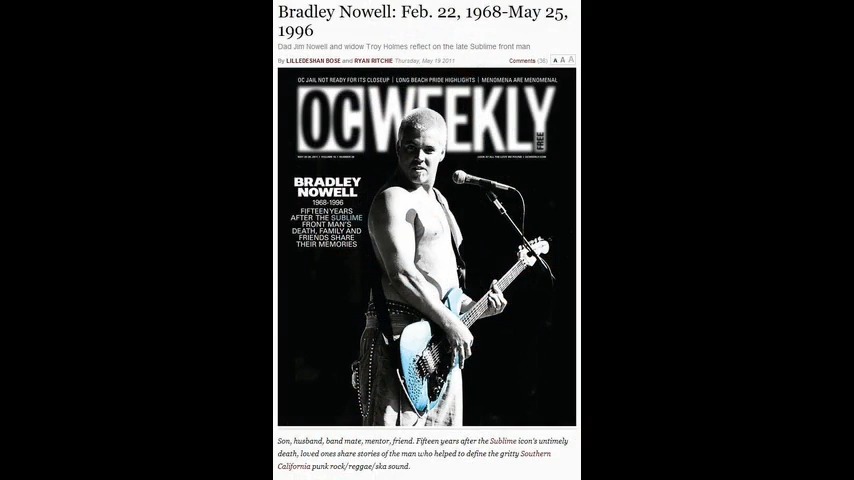 Bradley Nowell: Feb. 22, 1968-May 25,
1996
Dad Jim Nowell and widow Troy Holmes reflect on the late Sublime front man
By LILLEDESHAN BOSE and RYAN RITCHIE Thursday, May 19 2011
Comments (36) A A A
OC JAIL NOT READY FOR ITS CLOSEUP | LONG BEACH PRIDE HIGHLIGHTS | MENOMENA ARE MENOMENAL
OC WEEKLY
FREE
BRADLEY
NOWELL
1968-1996
FIFTEEN YEARS
AFTER THE SUBLIME
FRONT MAN'S
DEATH, FAMILY AND
FRIENDS SHARE
THEIR MEMORIES
Son, husband, band mate, mentor, friend. Fifteen years after the Sublime icon's untimely
death, loved ones share stories of the man who helped to define the gritty Southern
California punk rock/reggae/ska sound.